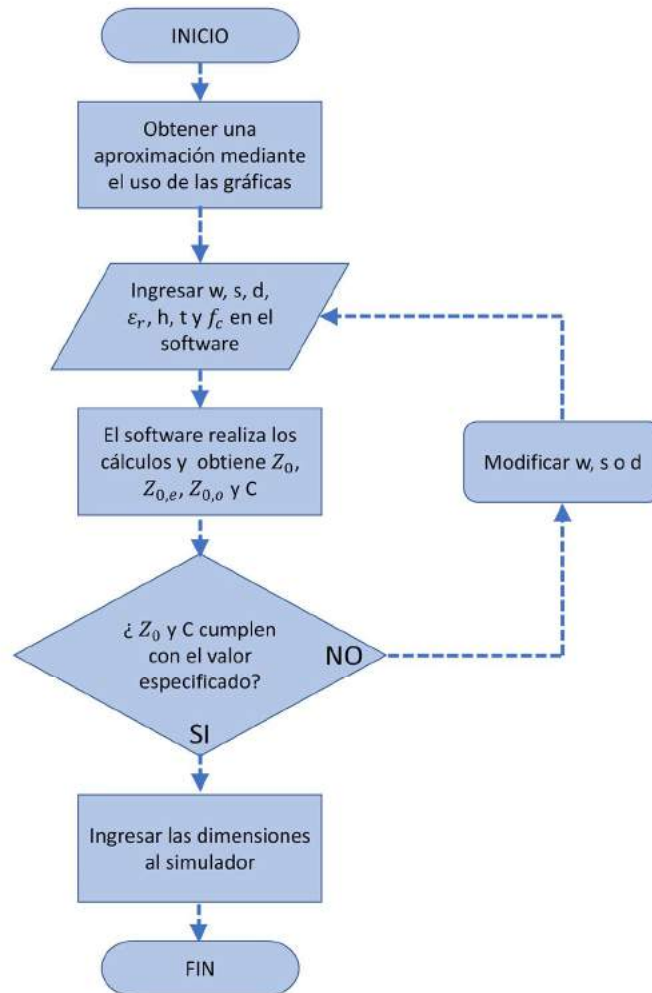 INICIO
Obtener una
aproximación mediante
el uso de las gráficas
Ingresar w, s, d,
εᵣ, h, t y f_c en el
software
El software realiza los
cálculos y obtiene Z₀,
Z₀,ₑ, Z₀,ₒ y C
Modificar w, s o d
¿ Z₀ y C cumplen
con el valor
especificado?
NO
SI
Ingresar las dimensiones
al simulador
FIN